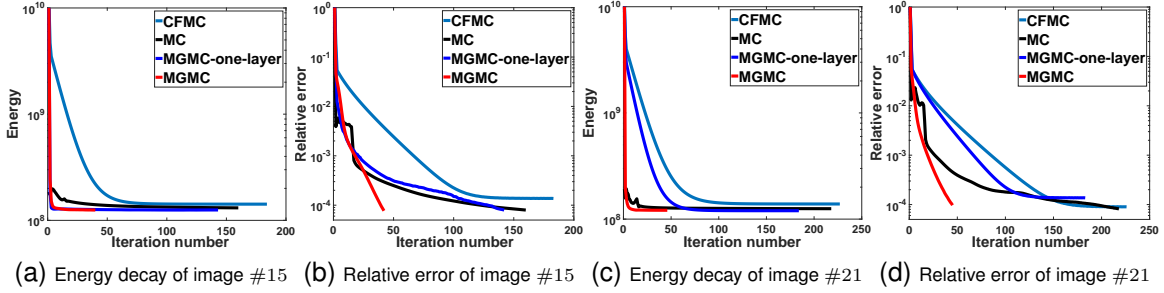 10^10
10^9
10^8
Energy
0 50 100 150 200
Iteration number
CFMC
MC
MGMC-one-layer
MGMC
(a) Energy decay of image #15
10^-1
10^-2
10^-3
10^-4
Relative error
0 50 100 150 200
Iteration number
CFMC
MC
MGMC-one-layer
MGMC
(b) Relative error of image #15
10^10
10^9
10^8
Energy
0 50 100 150 200 250
Iteration number
CFMC
MC
MGMC-one-layer
MGMC
(c) Energy decay of image #21
10^0
10^-1
10^-2
10^-3
10^-4
Relative error
0 50 100 150 200 250
Iteration number
CFMC
MC
MGMC-one-layer
MGMC
(d) Relative error of image #21